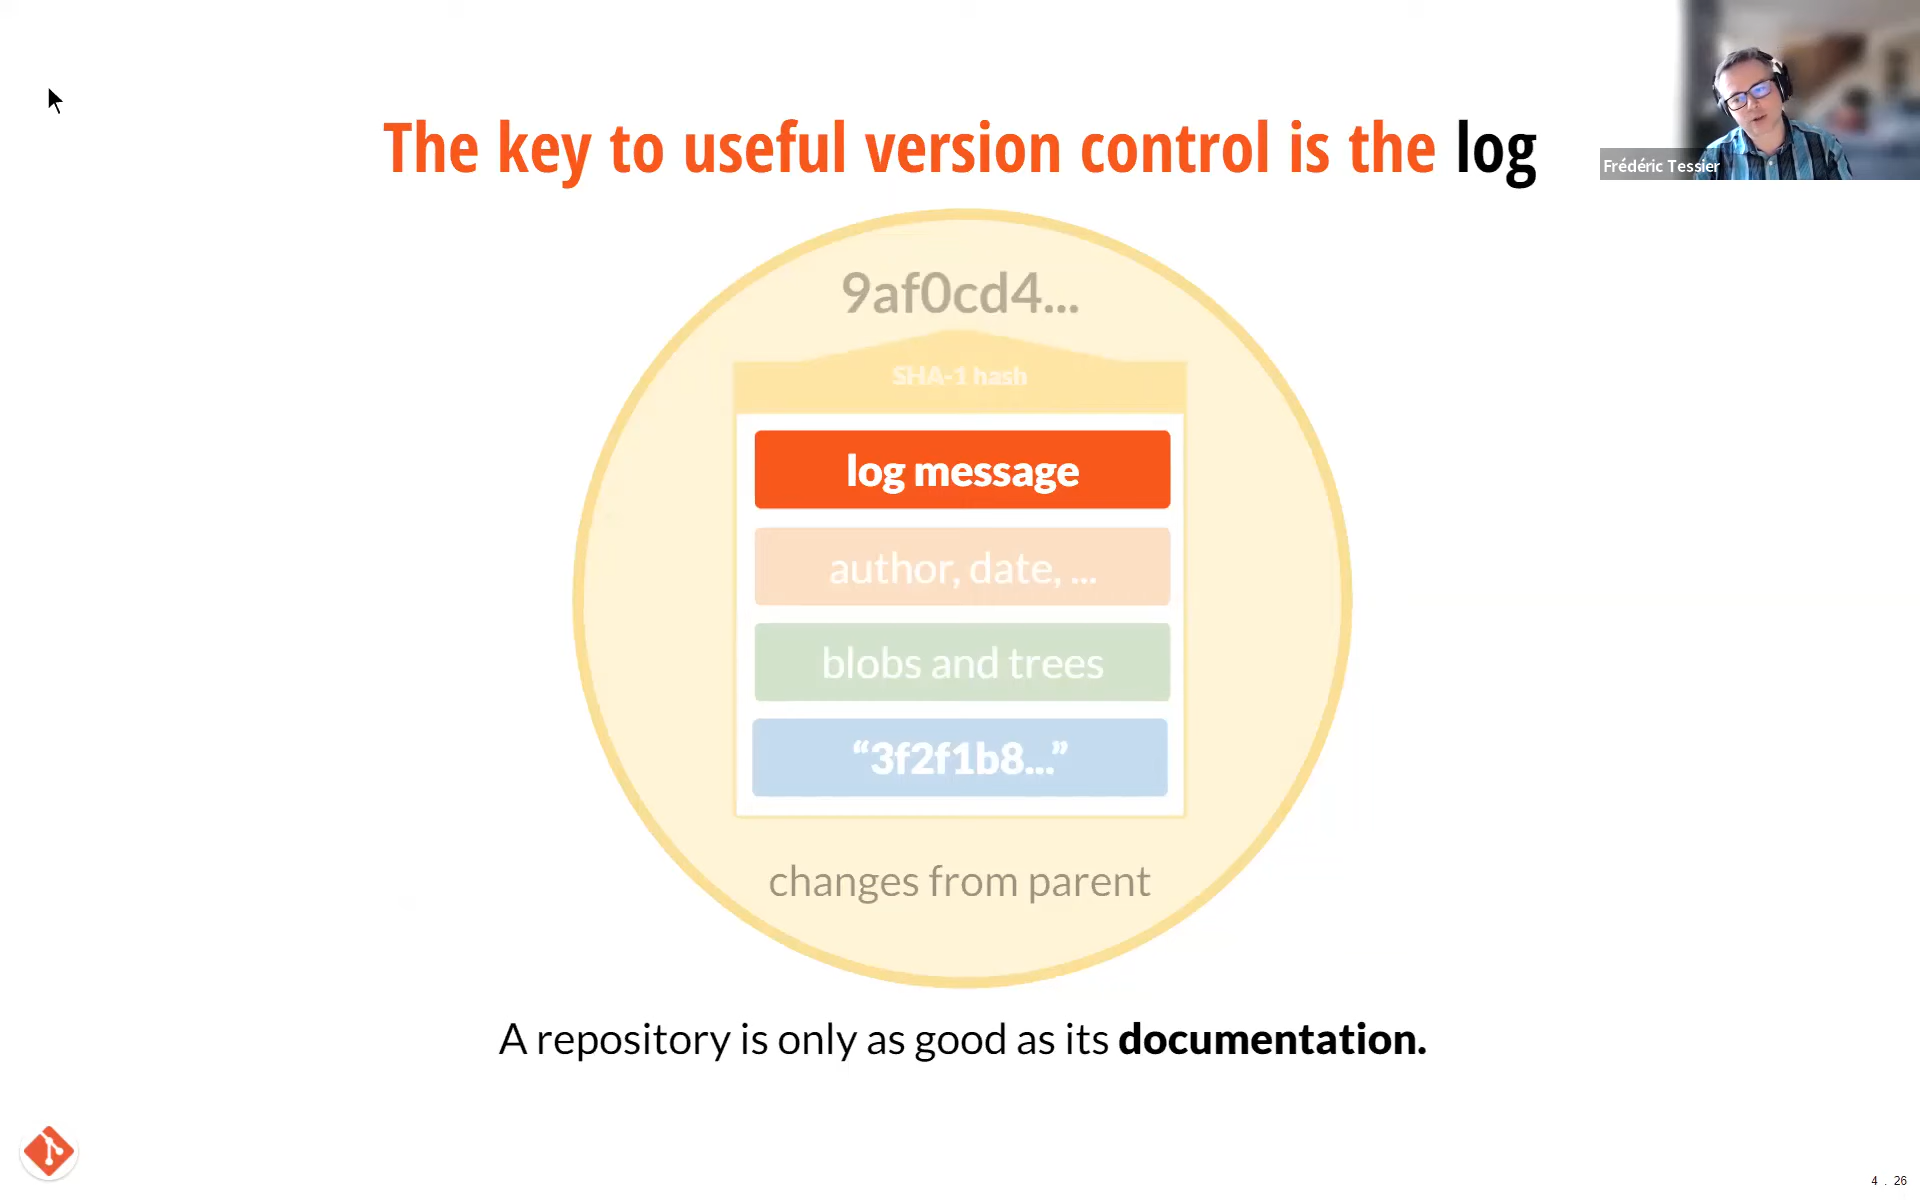 The key to useful version control is the log
Frédéric Tessier
9af0cd4...
SHA-1 hash
log message
author, date, ...
blobs and trees
“3f2f1b8...”
changes from parent
A repository is only as good as its documentation.
4 . 26